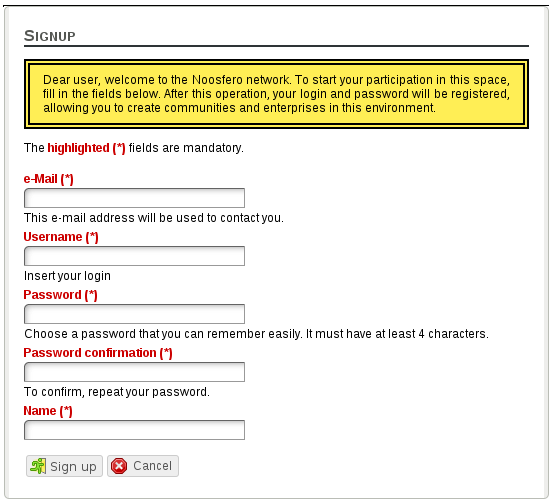 Signup
Dear user, welcome to the Noosfero network. To start your participation in this space,
fill in the fields below. After this operation, your login and password will be registered,
allowing you to create communities and enterprises in this environment.
The highlighted (*) fields are mandatory.
e-Mail (*)
This e-mail address will be used to contact you.
Username (*)
Insert your login
Password (*)
Choose a password that you can remember easily. It must have at least 4 characters.
Password confirmation (*)
To confirm, repeat your password.
Name (*)
Sign up Cancel